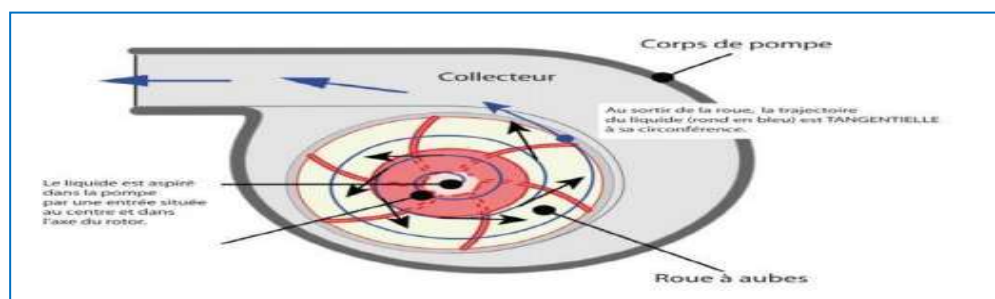 Corps de pompe
Collecteur
Au sortir de la roue, la trajectoire
du liquide (rond en bleu) est TANGENTIELLE
à sa circonférence.
Le liquide est aspiré
dans la pompe
par une entrée située
au centre et dans
l'axe du rotor.
Roue à aubes